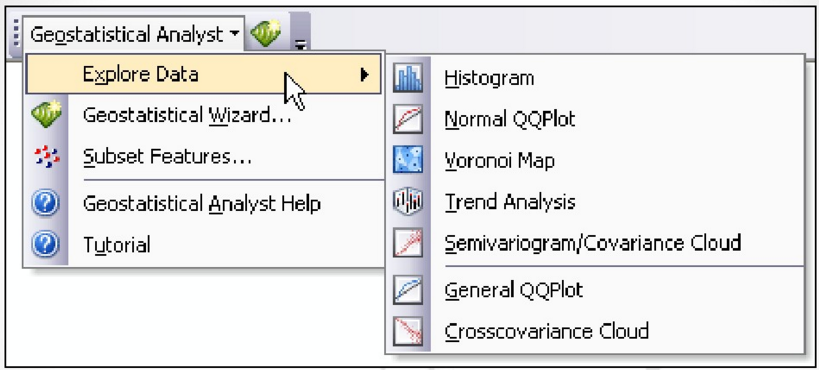 Geostatistical Analyst
Explore Data
Geostatistical Wizard...
Subset Features...
Geostatistical Analyst Help
Tutorial
Histogram
Normal QQPlot
Voronoi Map
Trend Analysis
Semivariogram/Covariance Cloud
General QQPlot
Crosscovariance Cloud